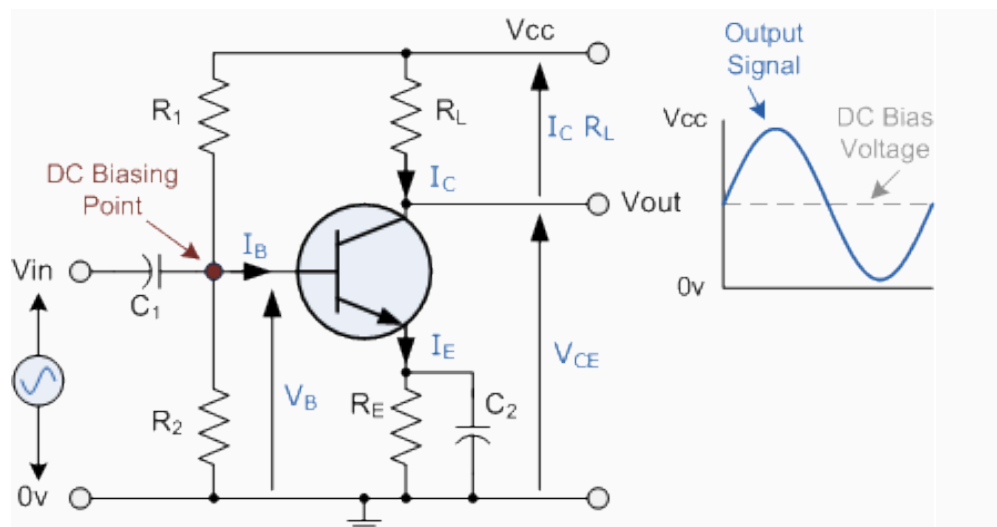 Vcc
Output
Signal
R1
RL
IC RL
Vcc
DC Bias
Voltage
DC Biasing
Point
IC
Vout
IB
Vin
C1
0v
IE
VCE
VB
R2
RE
C2
0v